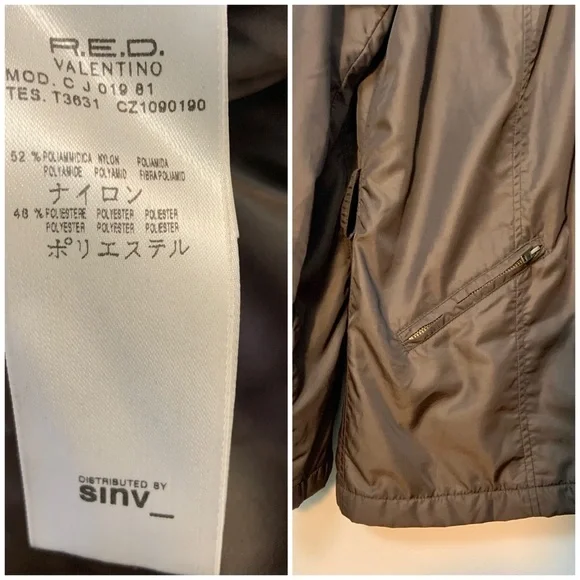 R.E.D.
VALENTINO
MOD. C J 019 81
TES. T3631 CZ1090190
52 % POLIAMMIDICA NYLON POLIAMIDA
POLYAMIDE POLYAMID FIBRAPOLIAMID
ナイロン
48 % POLIESTERE POLYESTER POLIESTER
POLYESTER POLYESTER POLIESTER
ポリエステル
DISTRIBUTED BY
sinv_